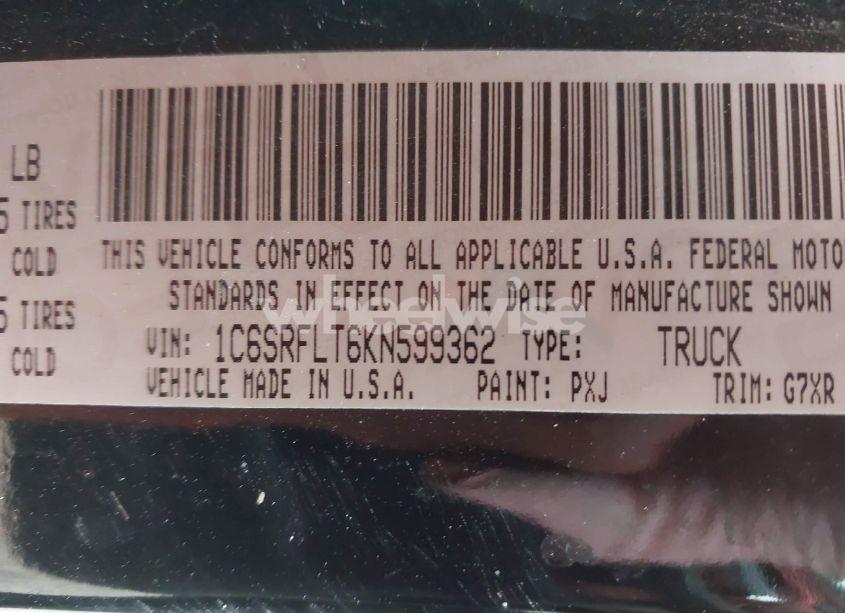 LB
5 TIRES
COLD
5 TIRES
COLD
THIS VEHICLE CONFORMS TO ALL APPLICABLE U.S.A. FEDERAL MOTO
STANDARDS IN EFFECT ON THE DATE OF MANUFACTURE SHOWN
wheelwise
VIN: 1C6SRFLT6KN599362 TYPE: TRUCK
VEHICLE MADE IN U.S.A. PAINT: PXJ TRIM: G7XR